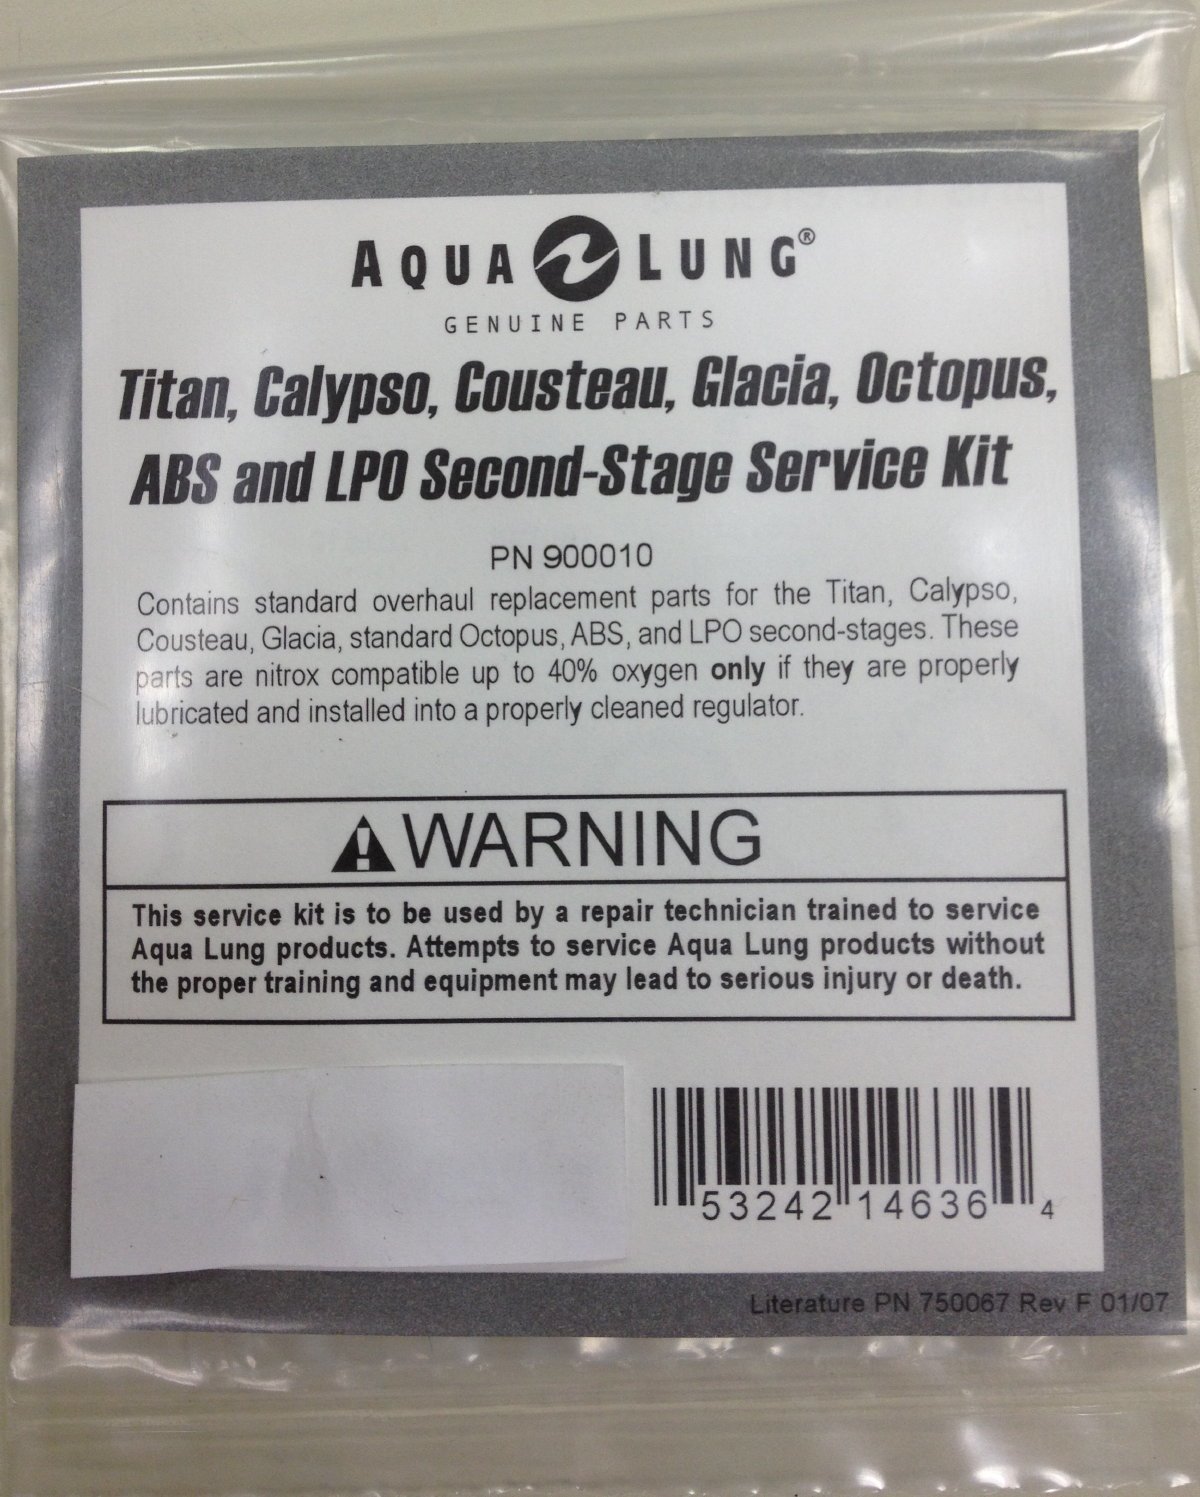 AQUA LUNG®
GENUINE PARTS
Titan, Calypso, Cousteau, Glacia, Octopus,
ABS and LPO Second-Stage Service Kit
PN 900010
Contains standard overhaul replacement parts for the Titan, Calypso,
Cousteau, Glacia, standard Octopus, ABS, and LPO second-stages. These
parts are nitrox compatible up to 40% oxygen only if they are properly
lubricated and installed into a properly cleaned regulator.
WARNING
This service kit is to be used by a repair technician trained to service
Aqua Lung products. Attempts to service Aqua Lung products without
the proper training and equipment may lead to serious injury or death.
53242 14636 4
Literature PN 750067 Rev F 01/07